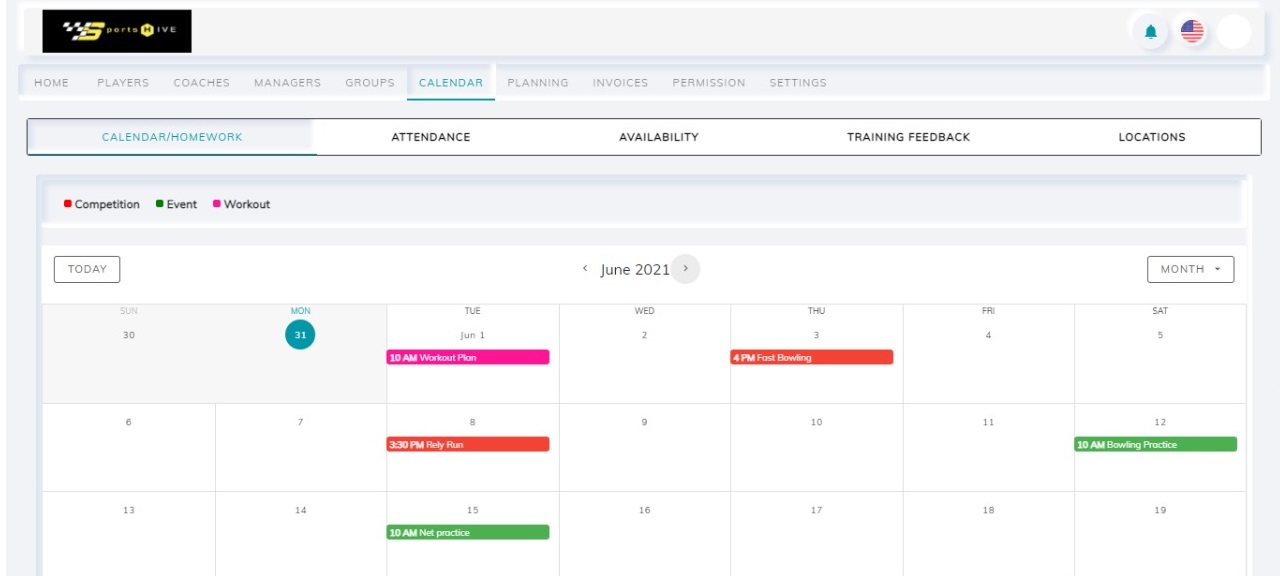 Sports HIVE
HOME PLAYERS COACHES MANAGERS GROUPS CALENDAR PLANNING INVOICES PERMISSION SETTINGS
CALENDAR/HOMEWORK ATTENDANCE AVAILABILITY TRAINING FEEDBACK LOCATIONS
Competition Event Workout
TODAY ‹ June 2021 › MONTH
SUN MON TUE WED THU FRI SAT
30 31 Jun 1 2 3 4 5
10 AM Workout Plan 4 PM Fast Bowling
6 7 8 9 10 11 12
3:30 PM Rely Run 10 AM Bowling Practice
13 14 15 16 17 18 19
10 AM Net practice